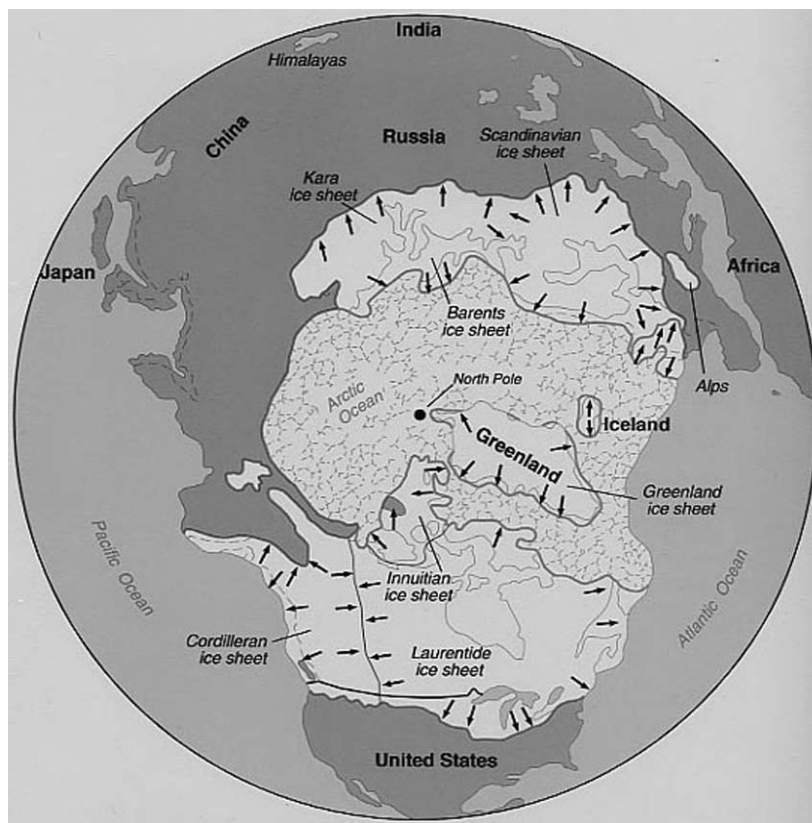 India
Himalayas
China
Russia
Scandinavian
ice sheet
Kara
ice sheet
Japan
Africa
Barents
ice sheet
Alps
North Pole
Arctic
Ocean
Iceland
Greenland
Greenland
ice sheet
Pacific Ocean
Atlantic Ocean
Innuitian
ice sheet
Cordilleran
ice sheet
Laurentide
ice sheet
United States